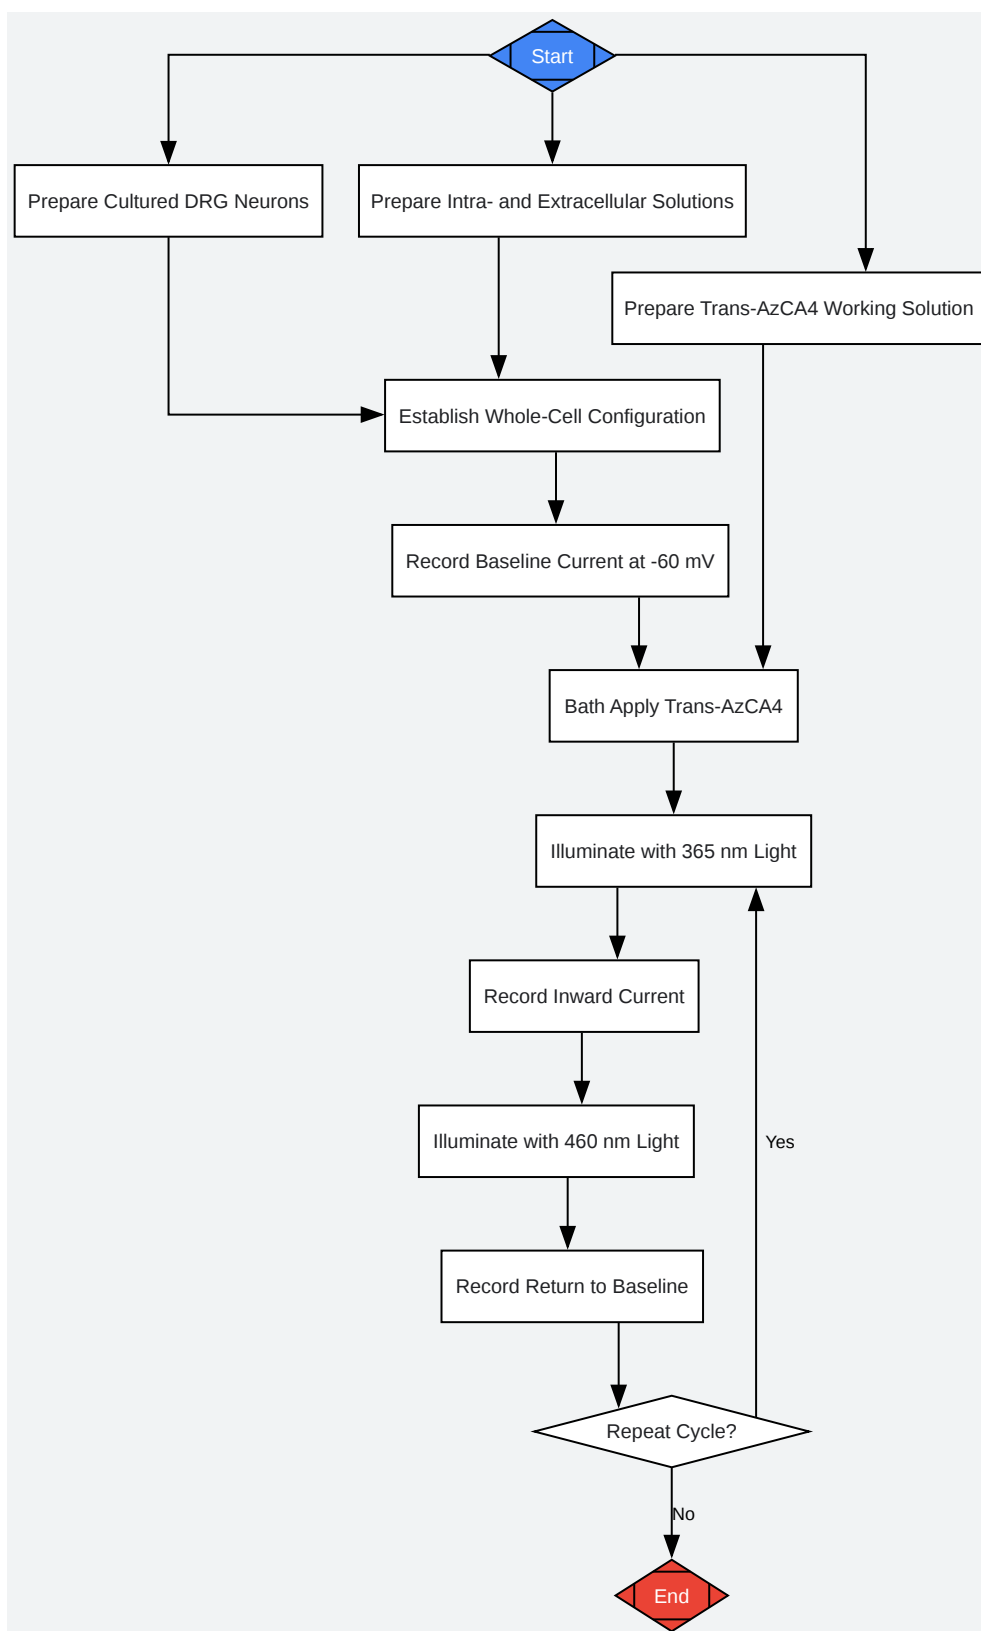 Start
Prepare Cultured DRG Neurons
Prepare Intra- and Extracellular Solutions
Prepare Trans-AzCA4 Working Solution
Establish Whole-Cell Configuration
Record Baseline Current at -60 mV
Bath Apply Trans-AzCA4
Illuminate with 365 nm Light
Record Inward Current
Illuminate with 460 nm Light
Yes
Record Return to Baseline
Repeat Cycle?
No
End